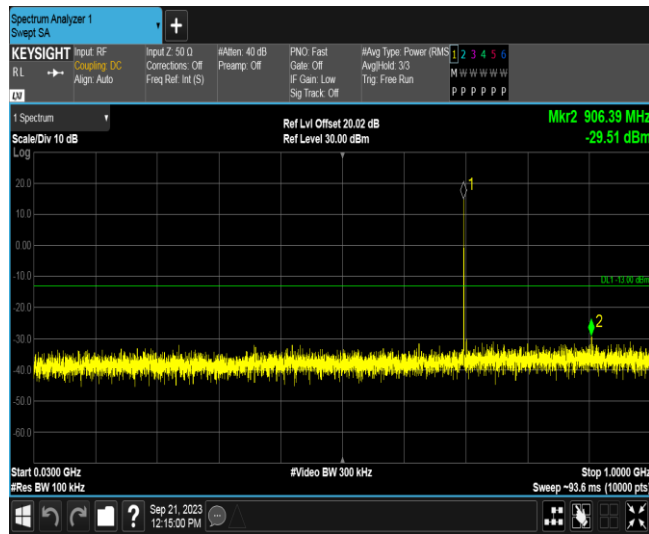 Spectrum Analyzer 1
Swept SA
+
KEYSIGHT
RL
LXI
Input: RF
Coupling: DC
Align: Auto
Input Z: 50 Ω
Corrections: Off
Freq Ref: Int (S)
#Atten: 40 dB
Preamp: Off
PNO: Fast
Gate: Off
IF Gain: Low
Sig Track: Off
#Avg Type: Power (RMS
Avg|Hold: 3/3
Trig: Free Run
1 2 3 4 5 6
M W W W W W
P P P P P P
1 Spectrum
Scale/Div 10 dB
Log
Ref Lvl Offset 20.02 dB
Ref Level 30.00 dBm
Mkr2 906.39 MHz
-29.51 dBm
20.0
10.0
0.00
-10.0
-20.0
-30.0
-40.0
-50.0
-60.0
1
DL1 -13.00 dBm
2
Start 0.0300 GHz
#Res BW 100 kHz
#Video BW 300 kHz
Stop 1.0000 GHz
Sweep ~93.6 ms (10000 pts)
?
Sep 21, 2023
12:15:00 PM